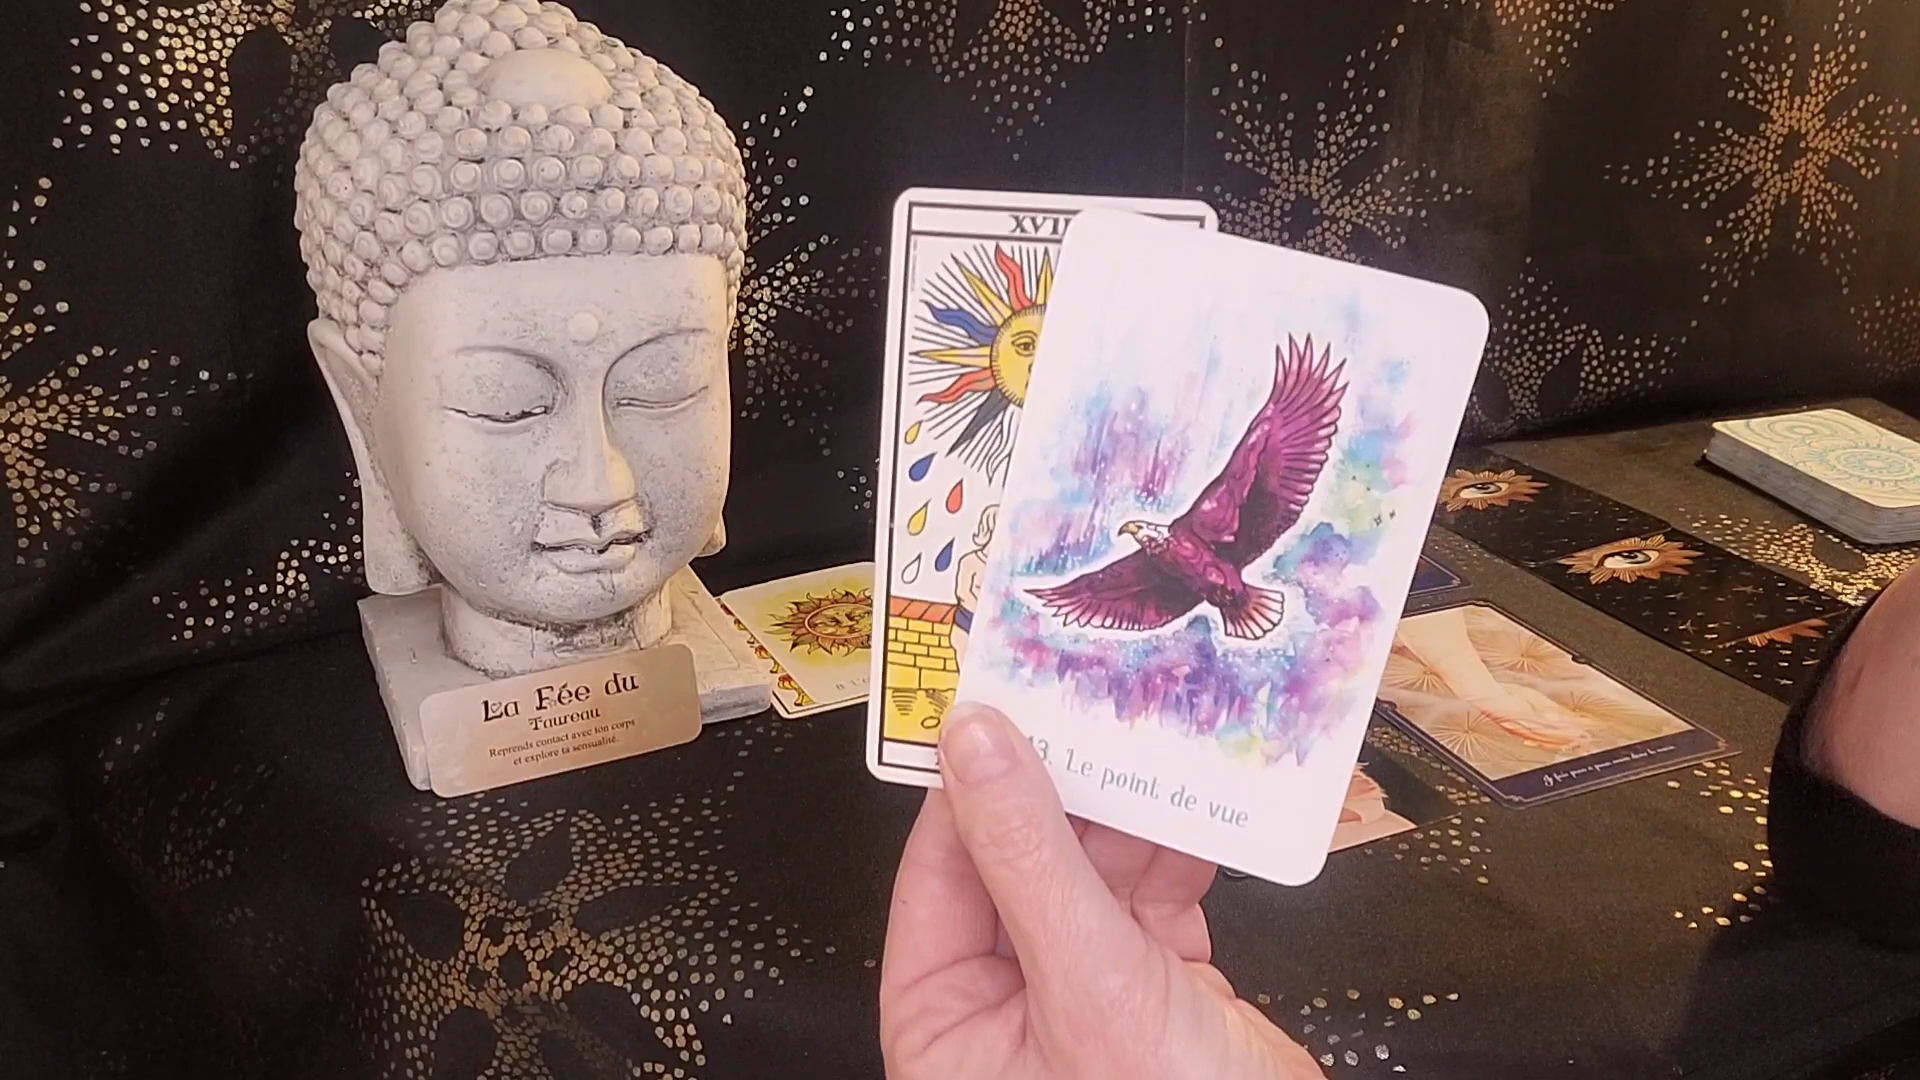 XVII
La Fée du
Taureau
Reprends contact avec ton corps
et explore ta sensualité.
13. Le point de vue